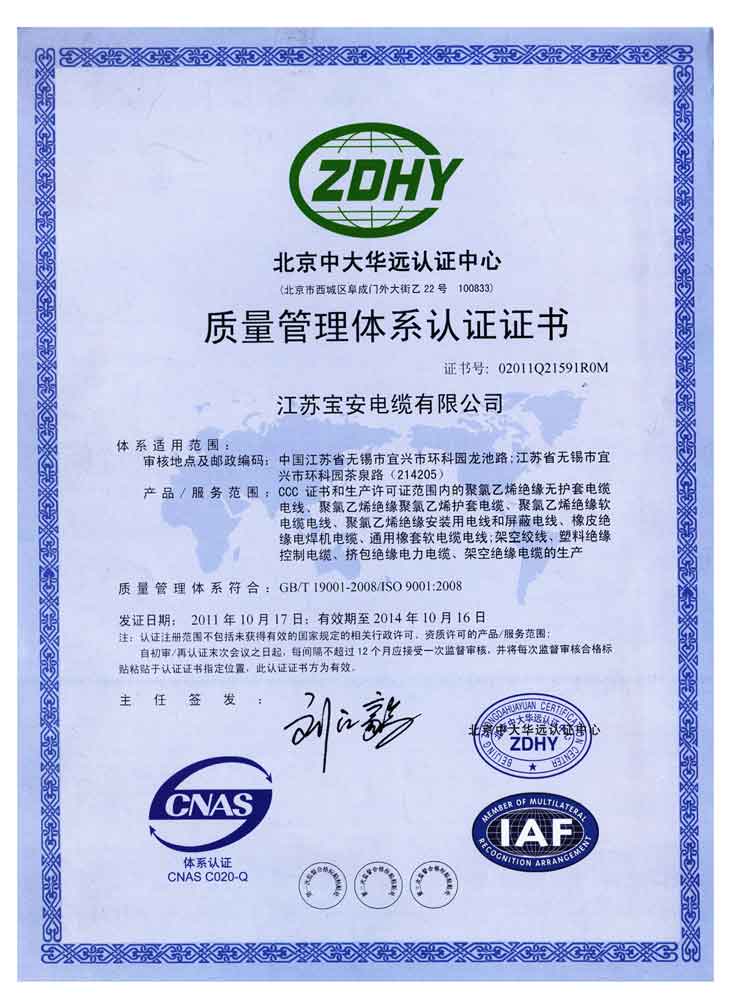 ZDHY
北京中大华远认证中心
(北京市西城区阜成门外大街乙 22 号 100833)
质量管理体系认证证书
证书号: 02011Q21591R0M
江苏宝安电缆有限公司
体系适用范围：
审核地点及邮政编码：中国江苏省无锡市宜兴市环科园龙池路;江苏省无锡市宜
兴市环科园茶泉路（214205）
产品/服务范围：CCC 证书和生产许可证范围内的聚氯乙烯绝缘无护套电缆
电线、聚氯乙烯绝缘聚氯乙烯护套电缆、聚氯乙烯绝缘软
电缆电线、聚氯乙烯绝缘安装用电线和屏蔽电线、橡皮绝
缘电焊机电缆、通用橡套软电缆电线;架空绞线、塑料绝缘
控制电缆、挤包绝缘电力电缆、架空绝缘电缆的生产
质量管理体系符合：GB/T 19001-2008/ISO 9001:2008
发证日期: 2011 年 10 月 17 日; 有效期至 2014 年 10 月 16 日
注: 认证注册范围不包括未获得有效的国家规定的相关行政许可、资质许可的产品/服务范围;
自初审/再认证末次会议之日起, 每间隔不超过 12 个月应接受一次监督审核, 并将每次监督审核合格标
贴粘贴于认证证书指定位置, 此认证证书方为有效。
主任签发：
北京中大华远认证中心
BEIJING ZHONGDAHUAYUAN CERTIFICATION CENTER
ZDHY
CNAS
体系认证
CNAS C020-Q
MEMBER OF MULTILATERAL
IAF
RECOGNITION ARRANGEMENT